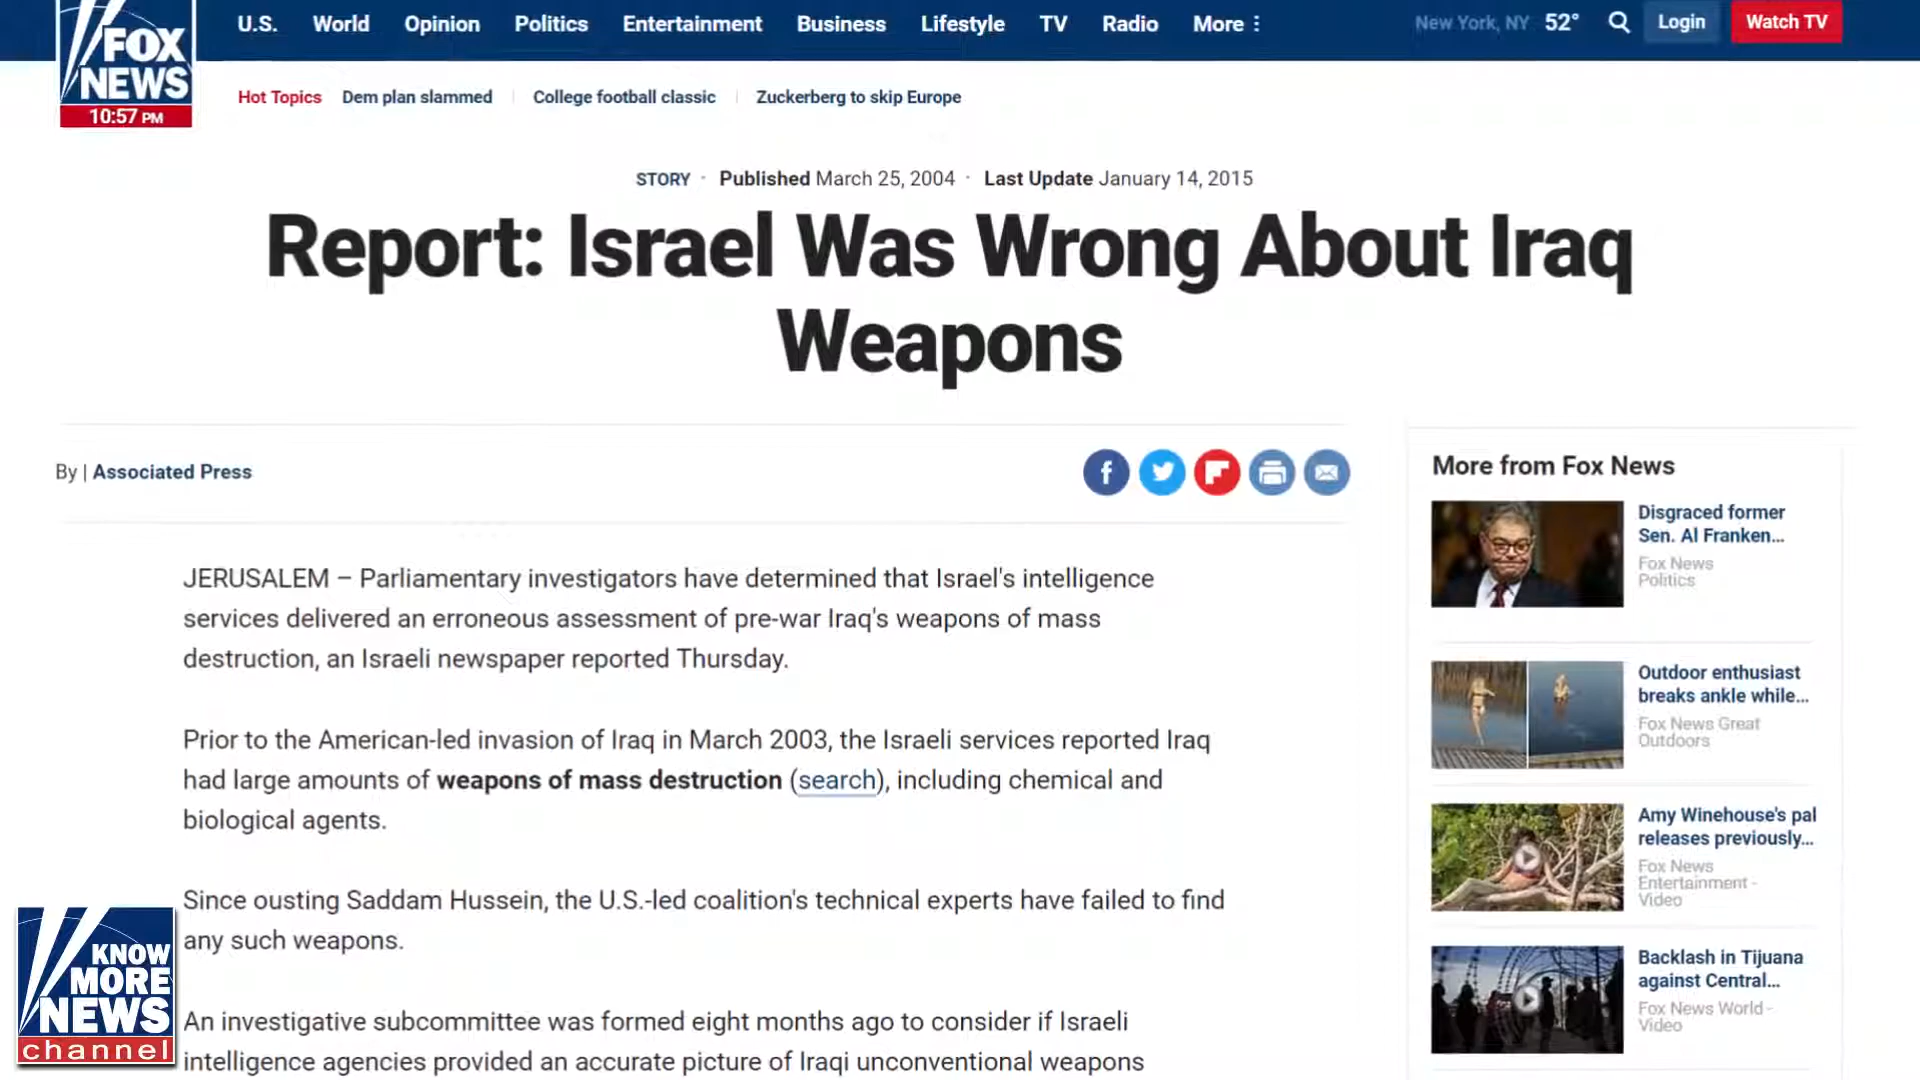 FOX
NEWS
10:57 PM
U.S. World Opinion Politics Entertainment Business Lifestyle TV Radio More
New York, NY 52° Login Watch TV
Hot Topics Dem plan slammed College football classic Zuckerberg to skip Europe
STORY · Published March 25, 2004 · Last Update January 14, 2015
Report: Israel Was Wrong About Iraq
Weapons
By | Associated Press
JERUSALEM – Parliamentary investigators have determined that Israel's intelligence
services delivered an erroneous assessment of pre-war Iraq's weapons of mass
destruction, an Israeli newspaper reported Thursday.
Prior to the American-led invasion of Iraq in March 2003, the Israeli services reported Iraq
had large amounts of weapons of mass destruction (search), including chemical and
biological agents.
Since ousting Saddam Hussein, the U.S.-led coalition's technical experts have failed to find
any such weapons.
An investigative subcommittee was formed eight months ago to consider if Israeli
intelligence agencies provided an accurate picture of Iraqi unconventional weapons
More from Fox News
Disgraced former
Sen. Al Franken...
Fox News
Politics
Outdoor enthusiast
breaks ankle while...
Fox News Great
Outdoors
Amy Winehouse's pal
releases previously...
Fox News
Entertainment -
Video
Backlash in Tijuana
against Central...
Fox News World -
Video
KNOW
MORE
NEWS
channel